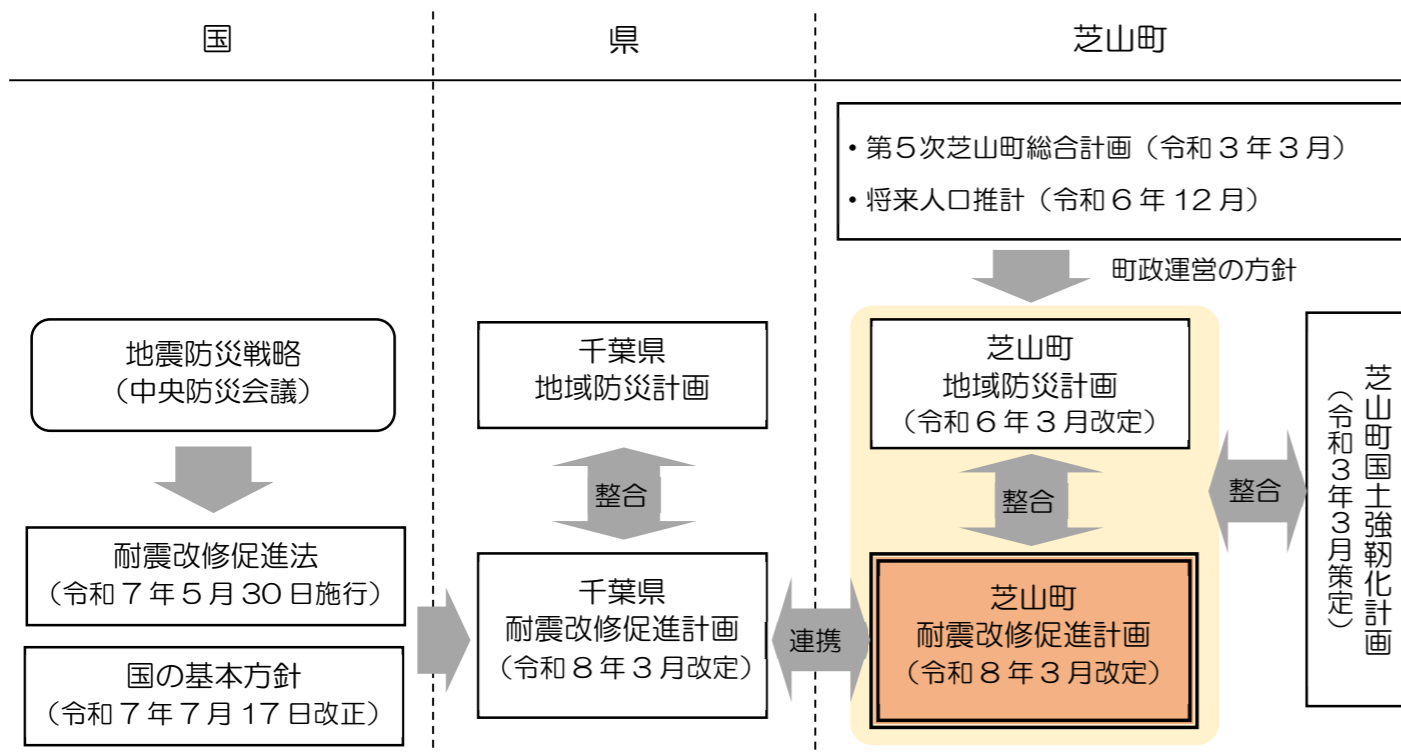 国
県
芝山町
・第5次芝山町総合計画(令和3年3月)
・将来人口推計(令和6年12月)
町政運営の方針
地震防災戦略
(中央防災会議)
耐震改修促進法
(令和7年5月30日施行)
国の基本方針
(令和7年7月17日改正)
千葉県
地域防災計画
整合
千葉県
耐震改修促進計画
(令和8年3月改定)
連携
芝山町
地域防災計画
(令和6年3月改定)
整合
芝山町
耐震改修促進計画
(令和8年3月改定)
整合
芝山町国土強靭化計画
(令和3年3月策定)